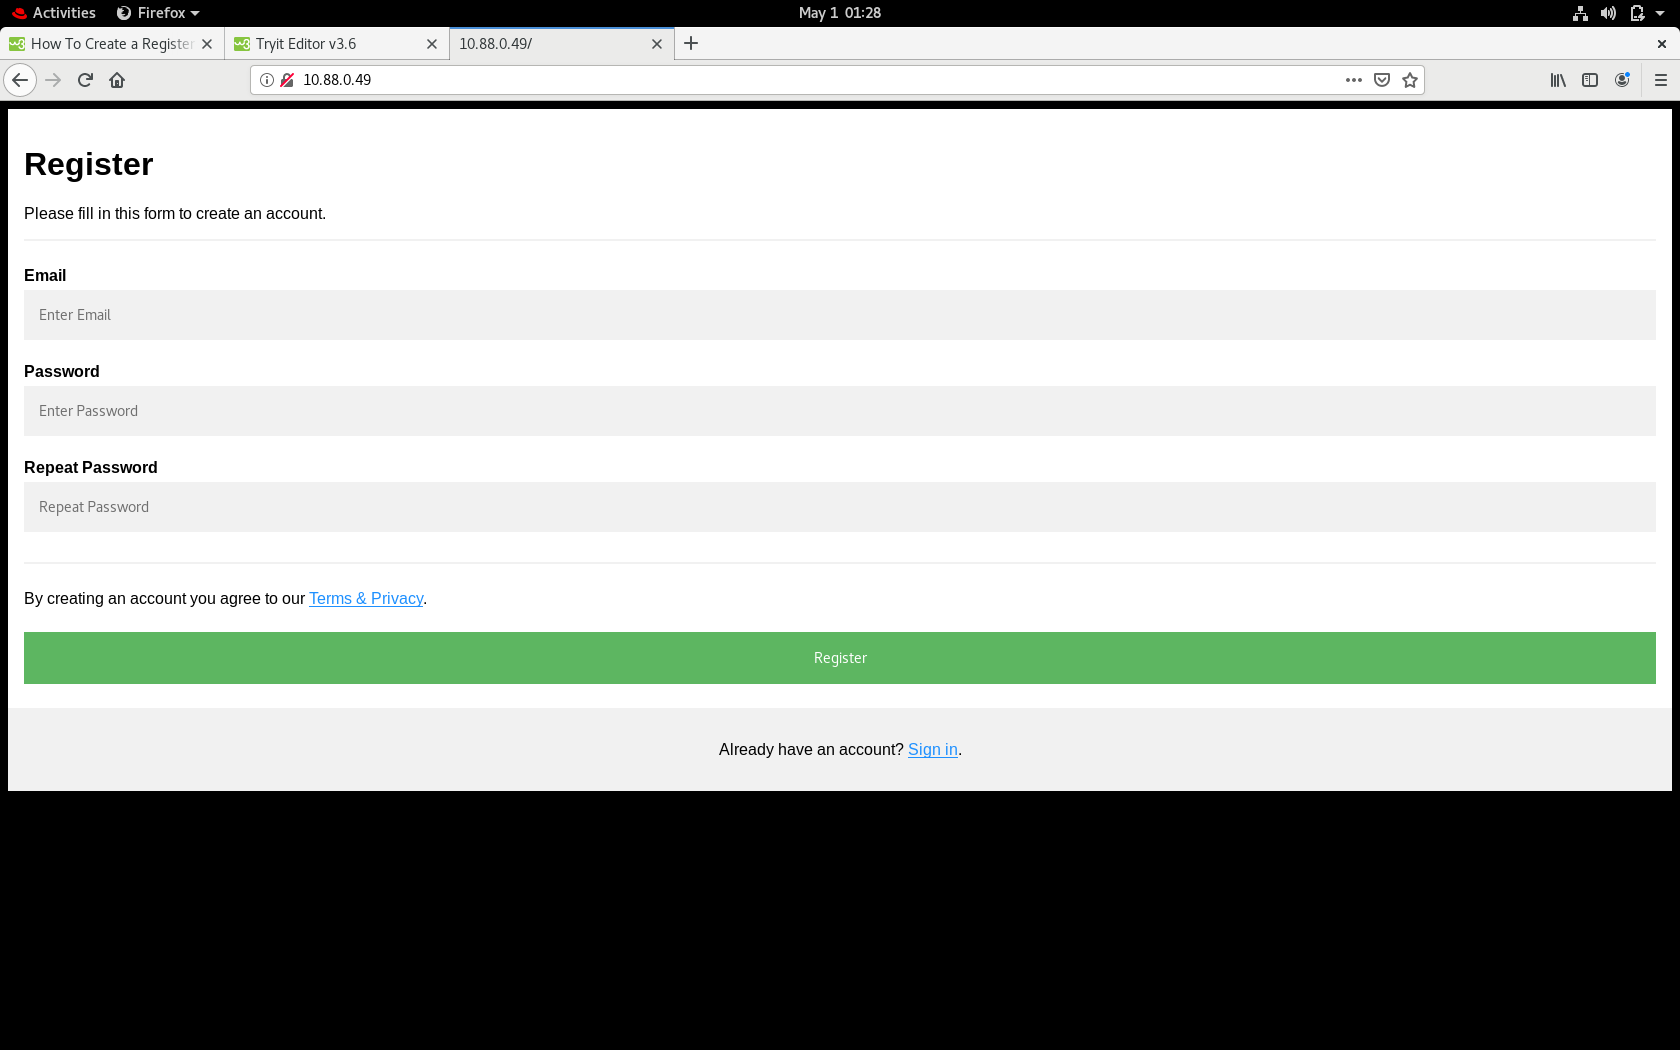 Activities Firefox May 1 01:28
How To Create a Register Tryit Editor v3.6 10.88.0.49/
10.88.0.49
Register
Please fill in this form to create an account.
Email
Enter Email
Password
Enter Password
Repeat Password
Repeat Password
By creating an account you agree to our Terms & Privacy.
Register
Already have an account? Sign in.